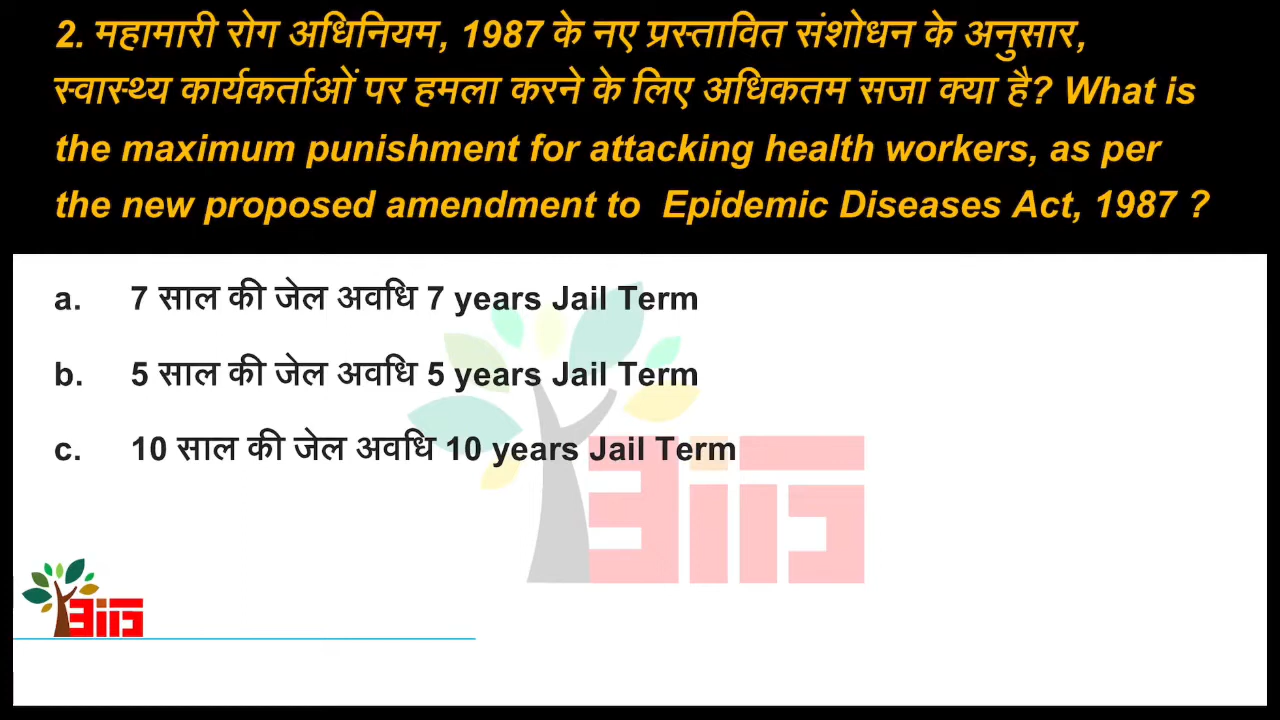 2. महामारी रोग अधिनियम, 1987 के नए प्रस्तावित संशोधन के अनुसार,
स्वास्थ्य कार्यकर्ताओं पर हमला करने के लिए अधिकतम सजा क्या है? What is
the maximum punishment for attacking health workers, as per
the new proposed amendment to Epidemic Diseases Act, 1987 ?
a. 7 साल की जेल अवधि 7 years Jail Term
b. 5 साल की जेल अवधि 5 years Jail Term
c. 10 साल की जेल अवधि 10 years Jail Term